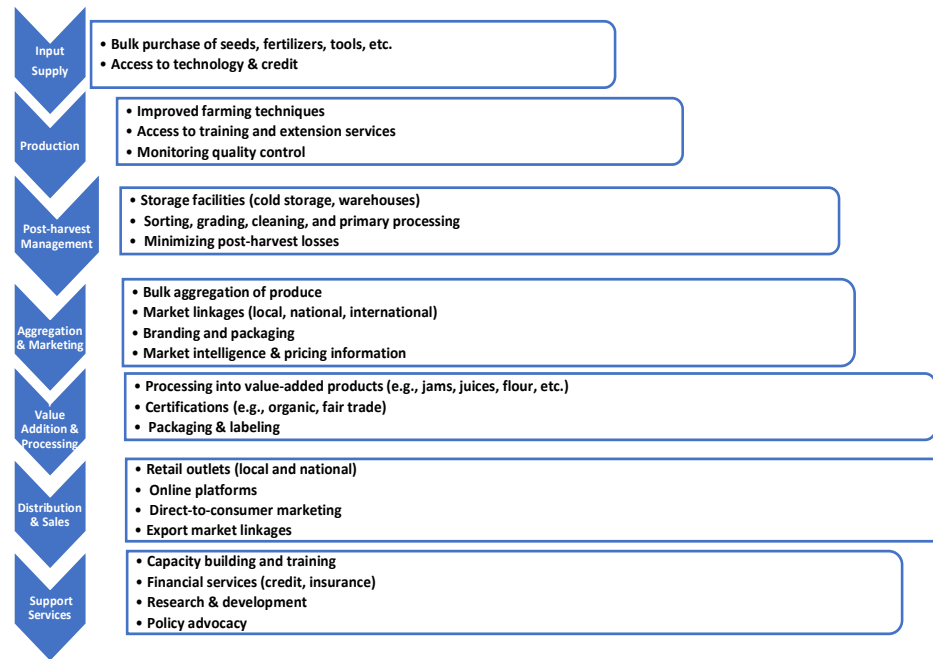 Input
Supply
• Bulk purchase of seeds, fertilizers, tools, etc.
• Access to technology & credit
Production
• Improved farming techniques
• Access to training and extension services
• Monitoring quality control
Post-harvest
Management
• Storage facilities (cold storage, warehouses)
• Sorting, grading, cleaning, and primary processing
• Minimizing post-harvest losses
Aggregation
& Marketing
• Bulk aggregation of produce
• Market linkages (local, national, international)
• Branding and packaging
• Market intelligence & pricing information
Value
Addition &
Processing
• Processing into value-added products (e.g., jams, juices, flour, etc.)
• Certifications (e.g., organic, fair trade)
• Packaging & labeling
Distribution
& Sales
• Retail outlets (local and national)
• Online platforms
• Direct-to-consumer marketing
• Export market linkages
Support
Services
• Capacity building and training
• Financial services (credit, insurance)
• Research & development
• Policy advocacy